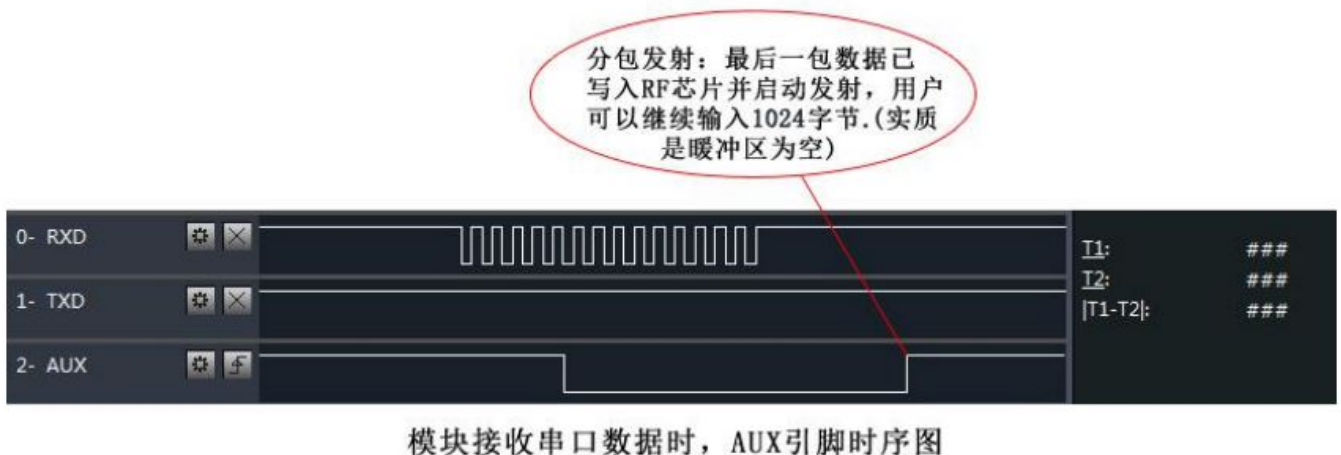 分包发射：最后一包数据已
写入RF芯片并启动发射，用户
可以继续输入1024字节.(实质
是暖冲区为空)
0- RXD
1- TXD
2- AUX
T1: ###
T2: ###
|T1-T2|: ###
模块接收串口数据时，AUX引脚时序图